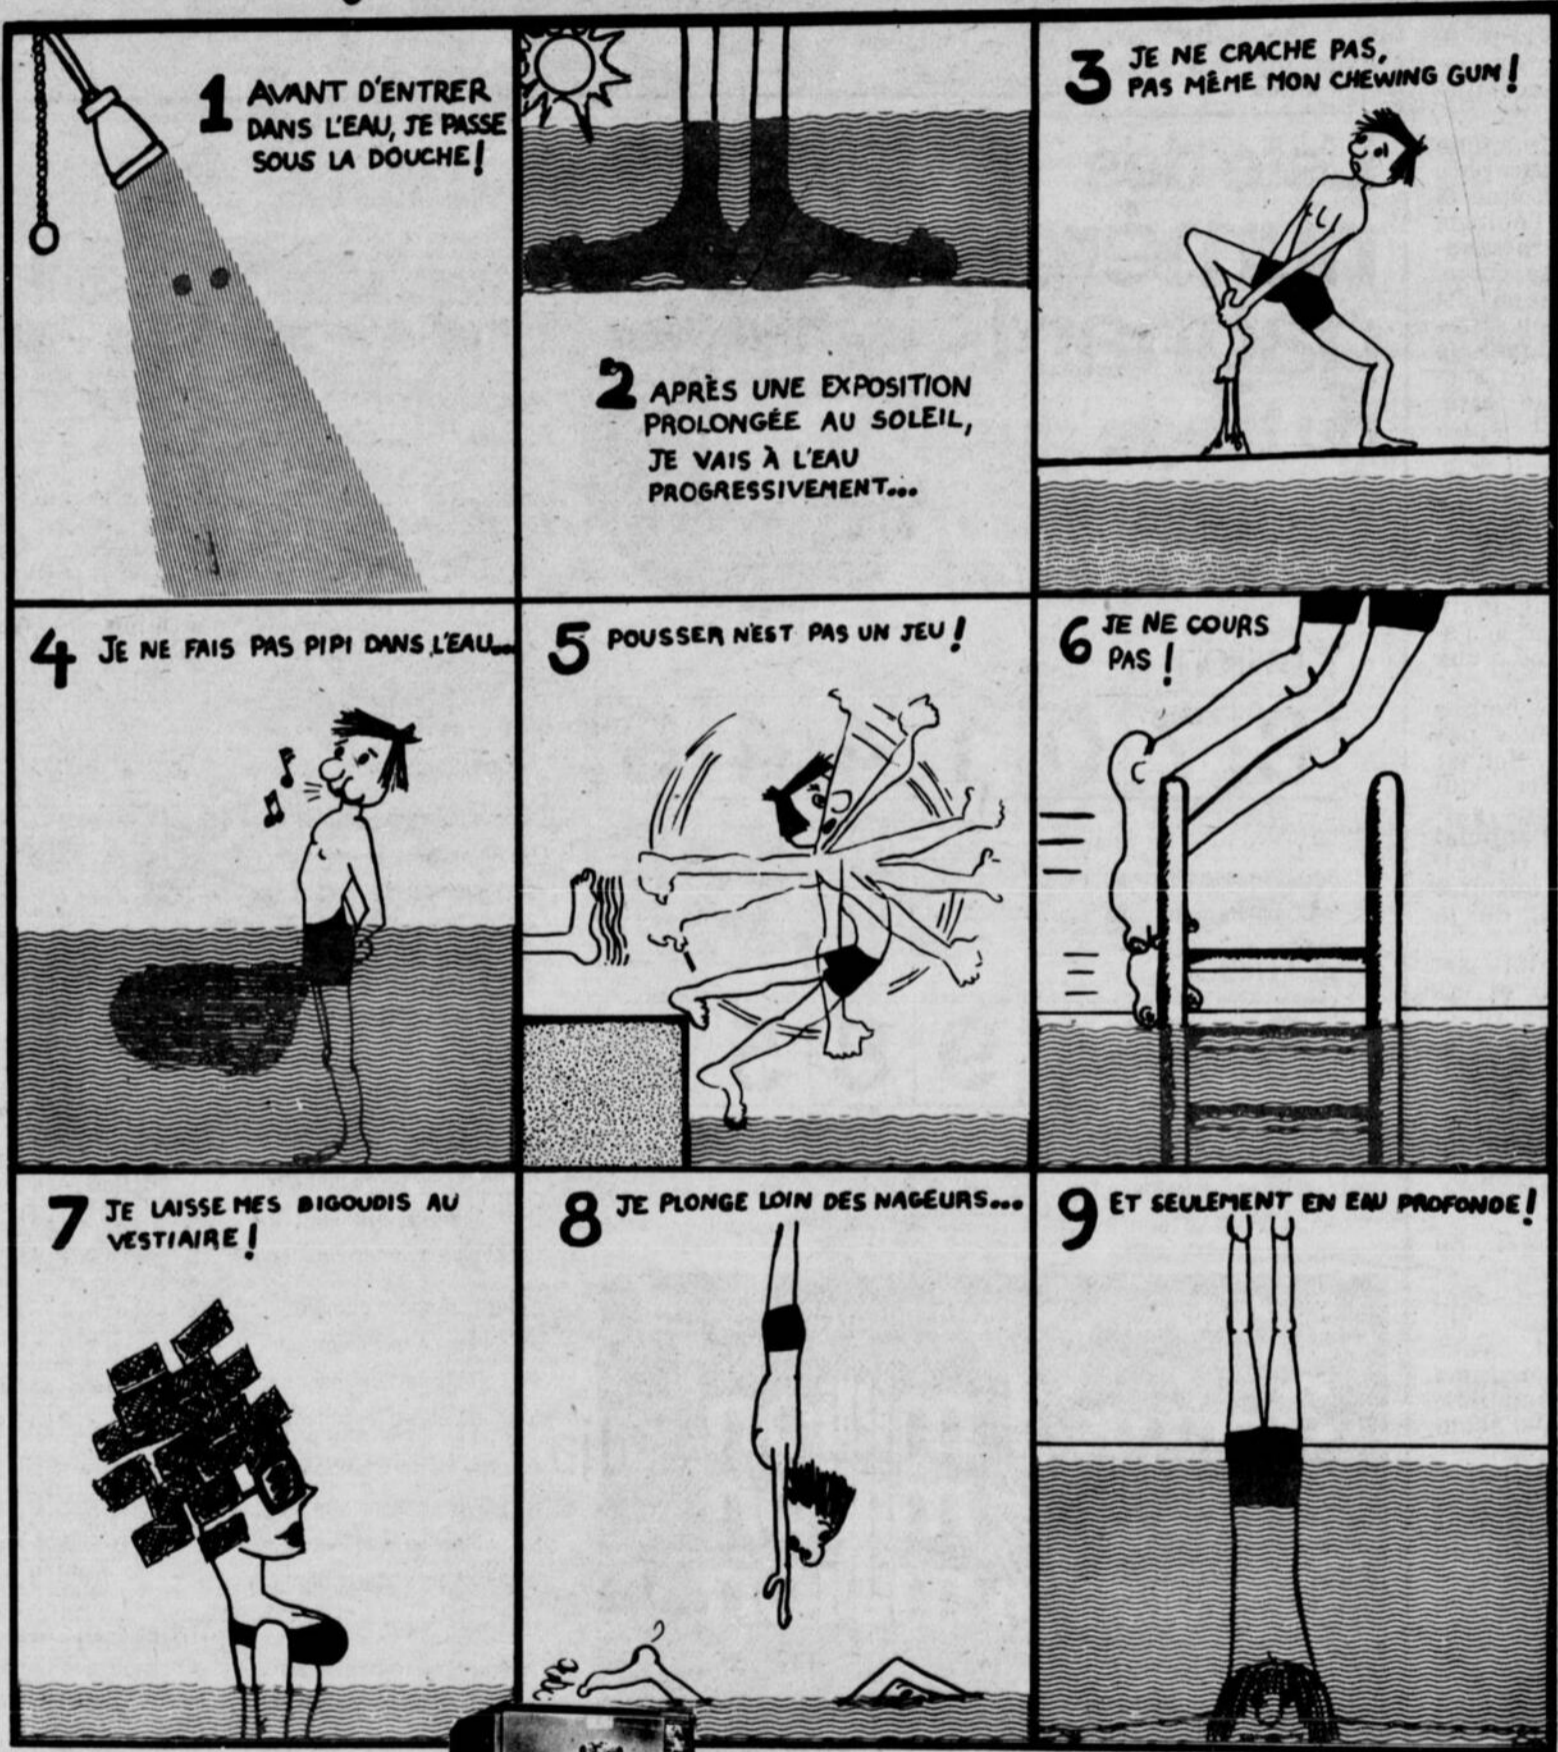 1 AVANT D'ENTRER
DANS L'EAU, JE PASSE
SOUS LA DOUCHE!
2 APRÈS UNE EXPOSITION
PROLONGÉE AU SOLEIL,
JE VAIS À L'EAU
PROGRESSIVEMENT...
3 JE NE CRACHE PAS,
PAS MÊME MON CHEWING GUM!
4 JE NE FAIS PAS PIPI DANS L'EAU...
5 POUSSER N'EST PAS UN JEU!
6 JE NE COURS
PAS!
7 JE LAISSE MES BIGOUDIS AU
VESTIAIRE!
8 JE PLONGE LOIN DES NAGEURS...
9 ET SEULEMENT EN EAU PROFONDE!